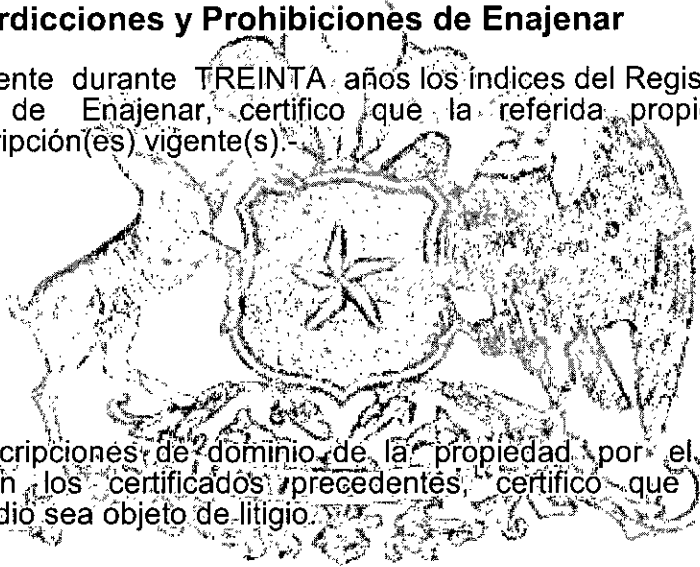 rdicciones y Prohibiciones de Enajenar
ente durante TREINTA años los índices del Regis
de Enajenar, certifico que la referida propi
ripción(es) vigente(s).-
cripciones de dominio de la propiedad por el
n los certificados precedentes, certifico que
dio sea objeto de litigio.